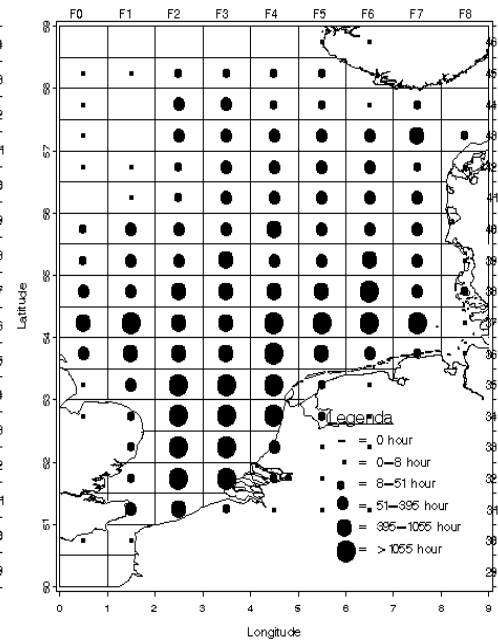 F0 F1 F2 F3 F4 F5 F6 F7 F8
59
58
57
56
55
54
53
52
51
50
46
43
42
41
40
39
38
37
36
35
34
33
32
31
30
29
Latitude
Legenda
= 0 hour
= 0–8 hour
= 8–51 hour
= 51–395 hour
= 395–1055 hour
= >1055 hour
0 1 2 3 4 5 6 7 8 9
Longitude